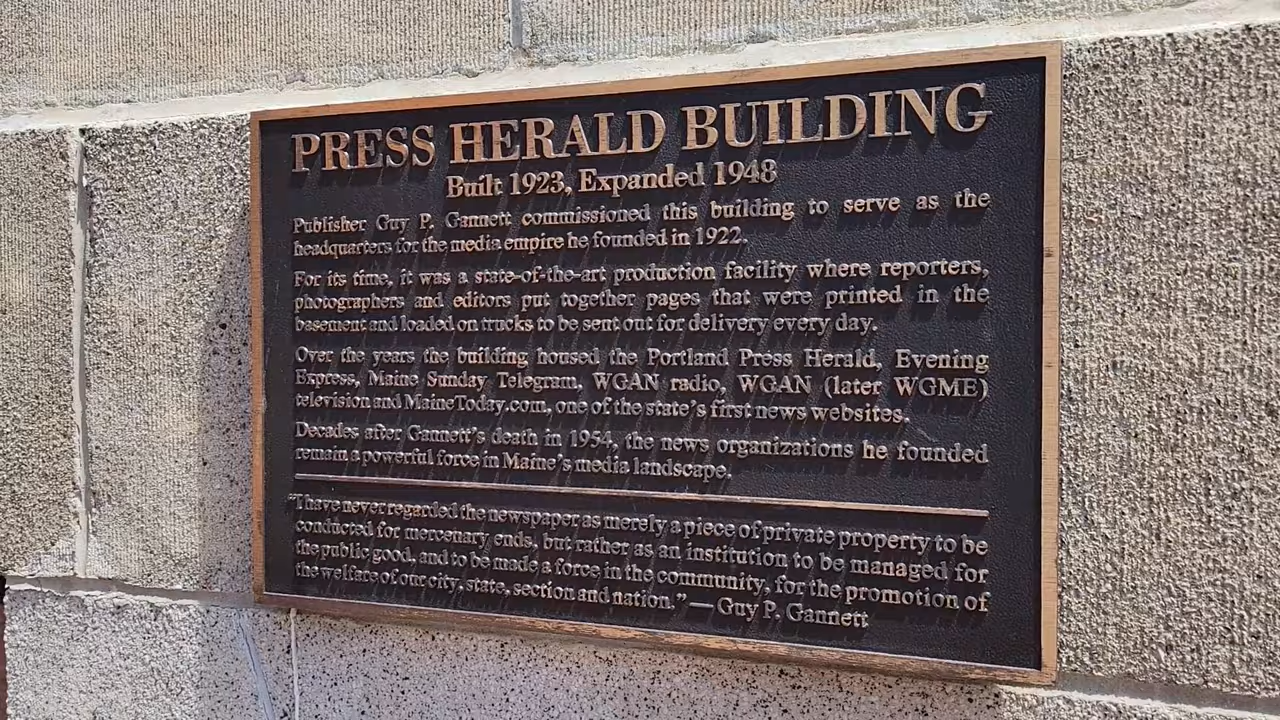 PRESS HERALD BUILDING
Built 1923, Expanded 1948
Publisher Guy P. Gannett commissioned this building to serve as the
headquarters for the media empire he founded in 1922.
For its time, it was a state-of-the-art production facility where reporters,
photographers and editors put together pages that were printed in the
basement and loaded on trucks to be sent out for delivery every day.
Over the years the building housed the Portland Press Herald, Evening
Express, Maine Sunday Telegram, WGAN radio, WGAN (later WGME)
television and MaineToday.com, one of the state's first news websites.
Decades after Gannett's death in 1954, the news organizations he founded
remain a powerful force in Maine's media landscape.
"I have never regarded the newspaper as merely a piece of private property to be
conducted for mercenary ends, but rather as an institution to be managed for
the public good, and to be made a force in the community, for the promotion of
the welfare of our city, state, section and nation." — Guy P. Gannett